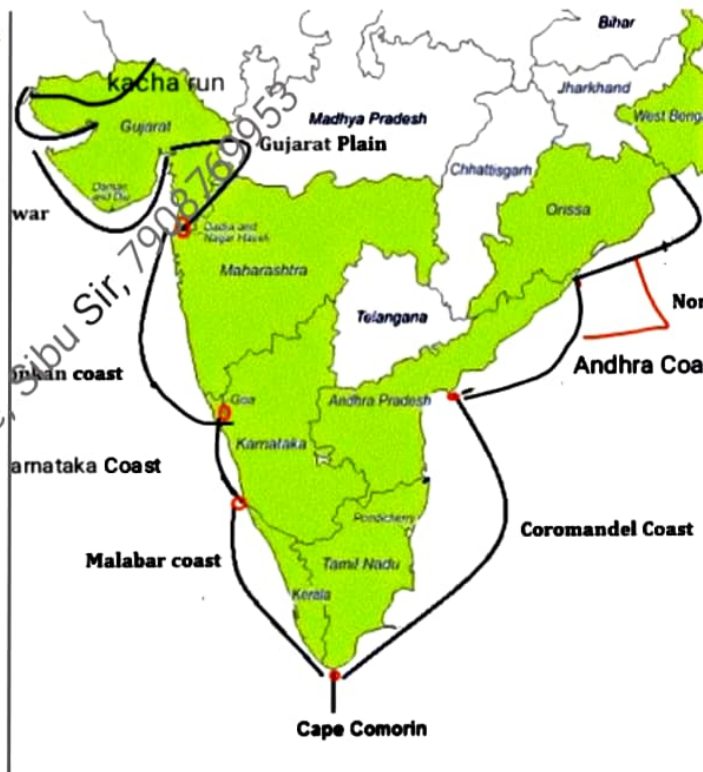 Bihar
kacha run
Jharkhand
Madhya Pradesh
West Beng
Gujarat
Gujarat Plain
Chhattisgarh
Daman
and Diu
war
Orissa
Dadra and
Nagar Haveli
, Sibu Sir, 7908769953
Maharashtra
Nor
Telangana
onkan coast
Andhra Coa
Goa
Andhra Pradesh
Karnataka
arnataka Coast
Pondicherry
Coromandel Coast
Malabar coast
Tamil Nadu
Kerala
Cape Comorin